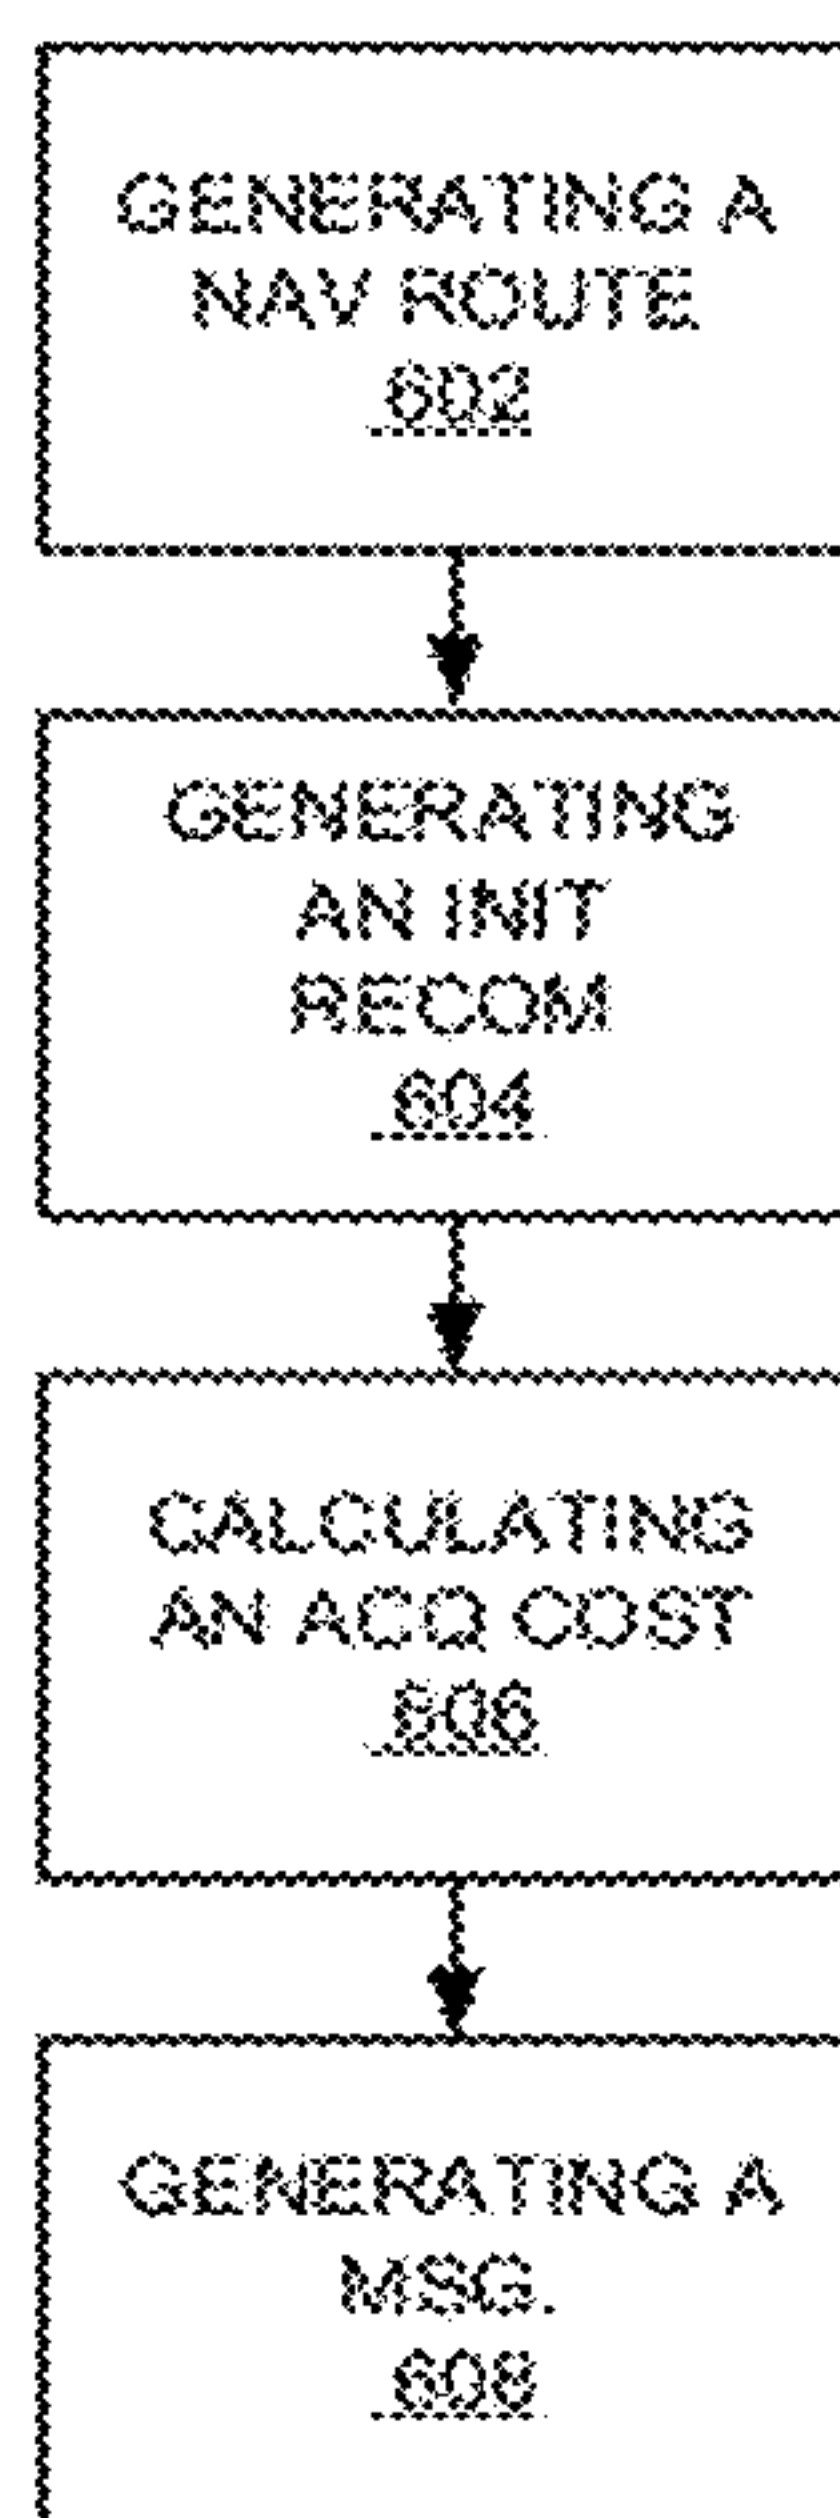 GENERATING A
NAV ROUTE
602
GENERATING
AN INIT
RECOM
604
CALCULATING
AN ACQ COST
606
GENERATING A
MSG.
608